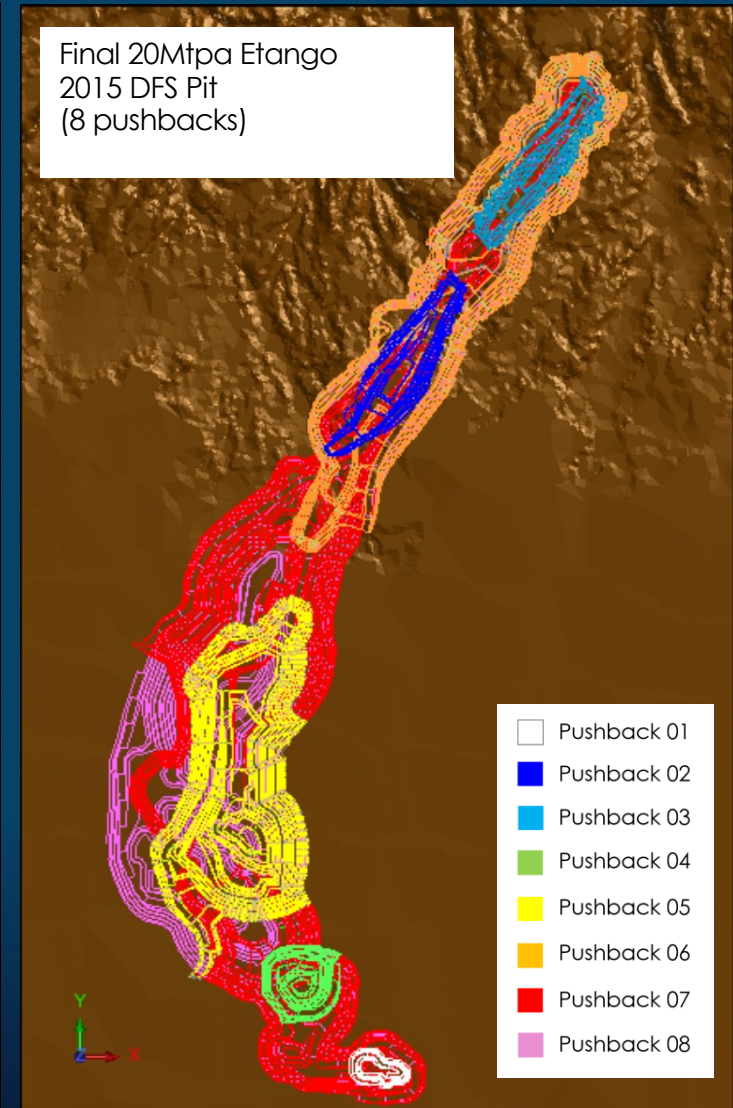 Final 20Mtpa Etango
2015 DFS Pit
(8 pushbacks)
Pushback 01
Pushback 02
Pushback 03
Pushback 04
Pushback 05
Pushback 06
Pushback 07
Pushback 08
Y
Z
X